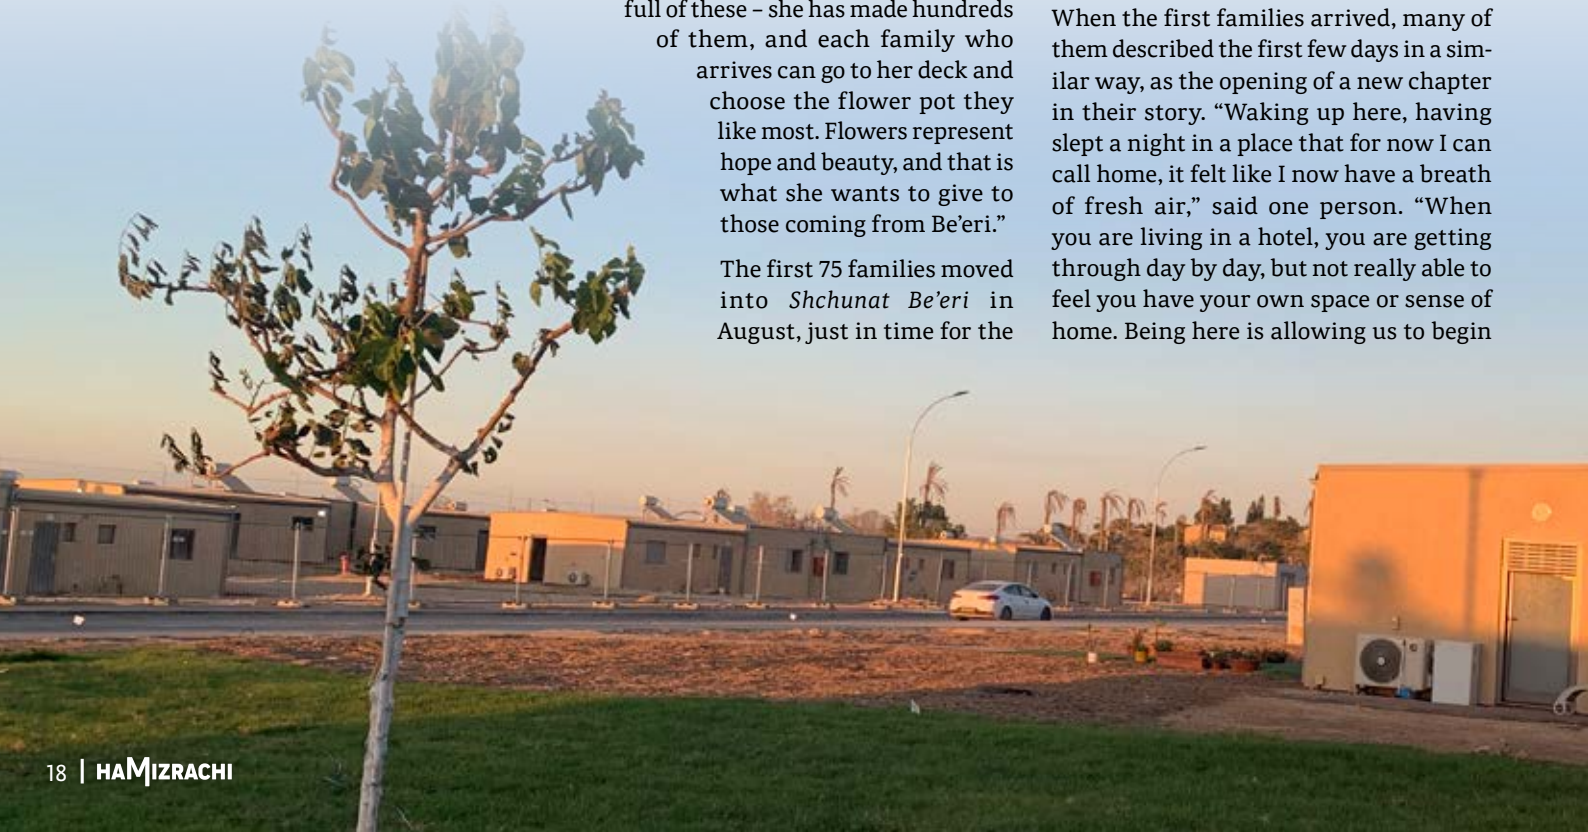 full of these – she has made hundreds
of them, and each family who
arrives can go to her deck and
choose the flower pot they
like most. Flowers represent
hope and beauty, and that is
what she wants to give to
those coming from Be’eri.”
The first 75 families moved
into Shchunat Be’eri in
August, just in time for the
When the first families arrived, many of
them described the first few days in a sim-
ilar way, as the opening of a new chapter
in their story. “Waking up here, having
slept a night in a place that for now I can
call home, it felt like I now have a breath
of fresh air,” said one person. “When
you are living in a hotel, you are getting
through day by day, but not really able to
feel you have your own space or sense of
home. Being here is allowing us to begin
18 | HAMIZRACHI